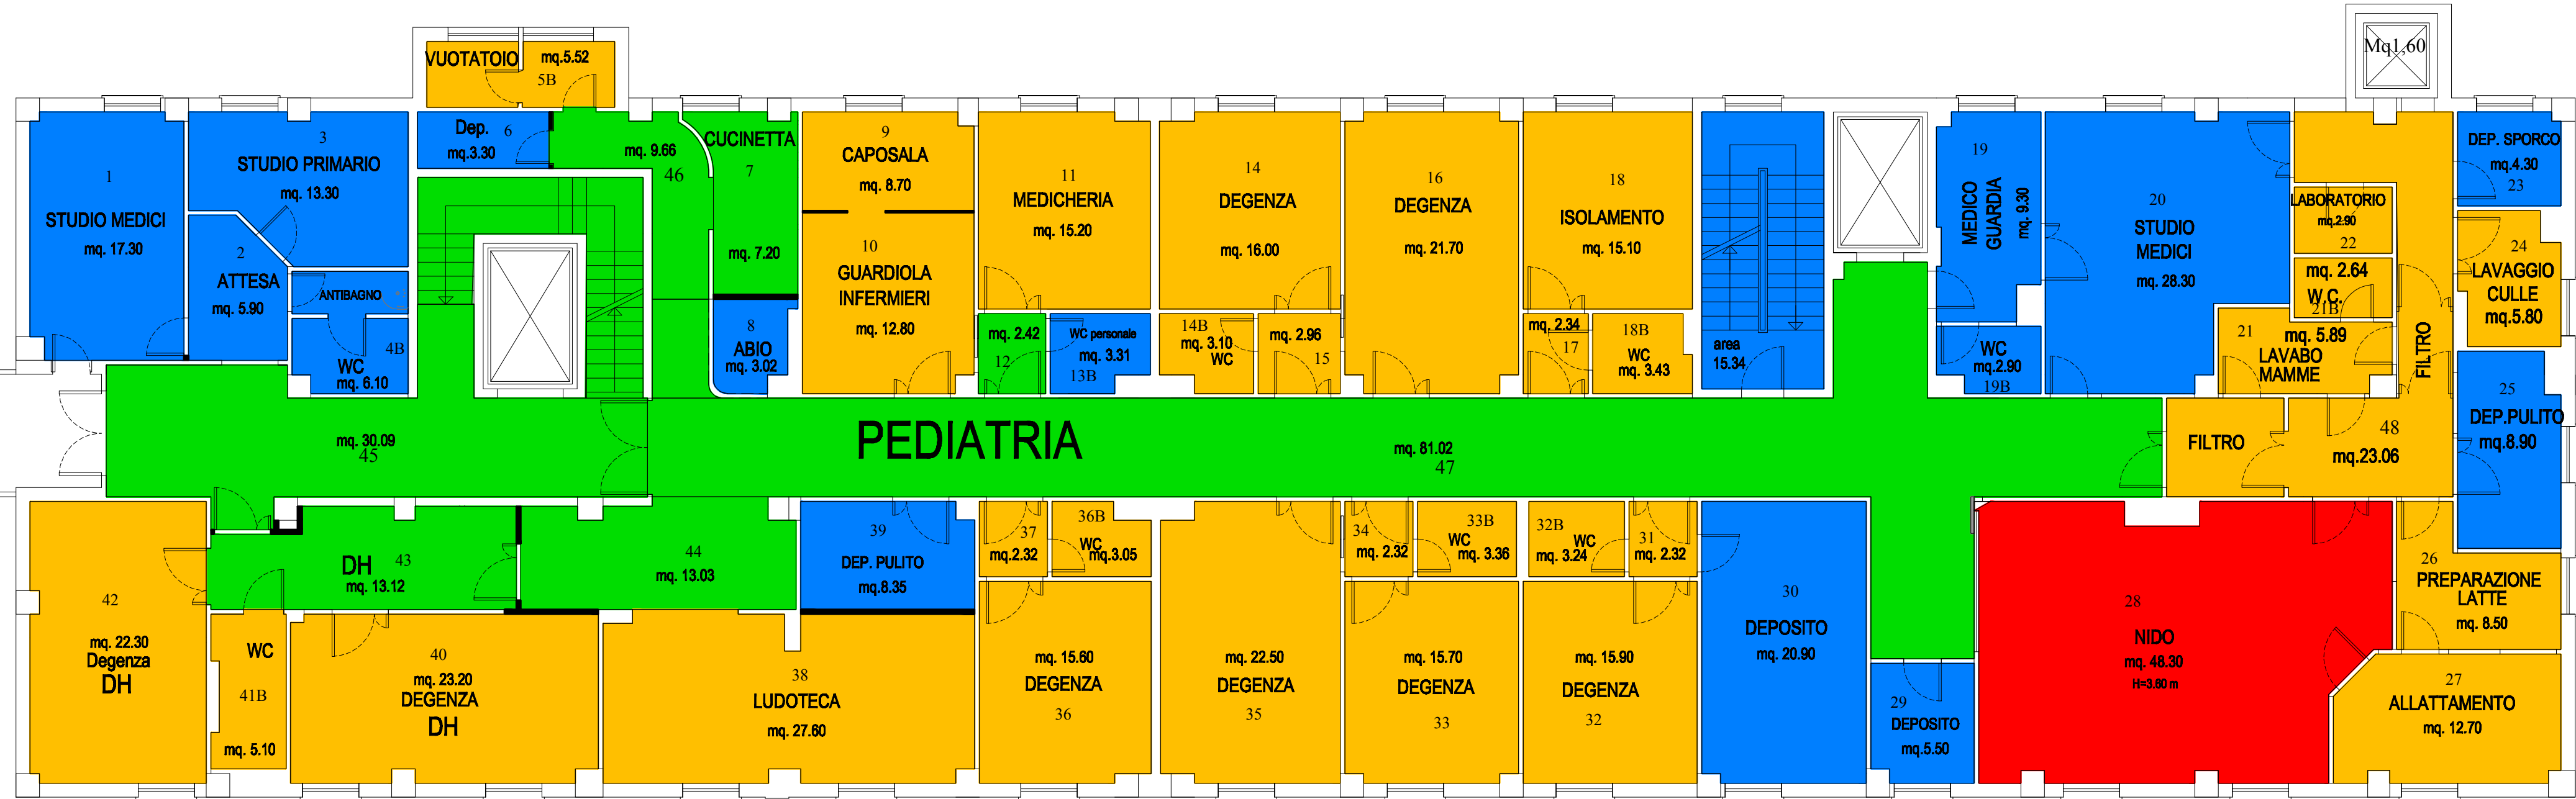 Mq1,60
VUOTATOIO
mq.5.52
5B
1
STUDIO MEDICI
mq. 17.30
3
STUDIO PRIMARIO
mq. 13.30
2
ATTESA
mq. 5.90
ANTIBAGNO
4B
WC
mq. 6.10
Dep.
6
mq.3.30
mq. 9.66
46
CUCINETTA
7
mq. 7.20
8
ABIO
mq. 3.02
9
CAPOSALA
mq. 8.70
10
GUARDIOLA
INFERMIERI
mq. 12.80
11
MEDICHERIA
mq. 15.20
mq. 2.42
12
WC personale
mq. 3.31
13B
14
DEGENZA
mq. 16.00
14B
mq. 3.10
WC
mq. 2.96
15
16
DEGENZA
mq. 21.70
18
ISOLAMENTO
mq. 15.10
mq. 2.34
17
18B
WC
mq. 3.43
area
15.34
19
MEDICO
GUARDIA
mq. 9.30
WC
mq.2.90
19B
20
STUDIO
MEDICI
mq. 28.30
LABORATORIO
mq.2.90
22
mq. 2.64
W.C.
21B
21
mq. 5.89
LAVABO
MAMME
FILTRO
DEP. SPORCO
mq.4.30
23
24
LAVAGGIO
CULLE
mq.5.80
25
DEP.PULITO
mq.8.90
mq. 30.09
45
PEDIATRIA
mq. 81.02
47
FILTRO
48
mq.23.06
42
mq. 22.30
Degenza
DH
DH
43
mq. 13.12
WC
41B
mq. 5.10
40
mq. 23.20
DEGENZA
DH
44
mq. 13.03
38
LUDOTECA
mq. 27.60
39
DEP. PULITO
mq.8.35
37
mq.2.32
36B
WC
mq.3.05
mq. 15.60
DEGENZA
36
mq. 22.50
DEGENZA
35
34
mq. 2.32
33B
WC
mq. 3.36
mq. 15.70
DEGENZA
33
32B
WC
mq. 3.24
31
mq. 2.32
mq. 15.90
DEGENZA
32
30
DEPOSITO
mq. 20.90
29
DEPOSITO
mq.5.50
28
NIDO
mq. 48.30
H=3.60 m
26
PREPARAZIONE
LATTE
mq. 8.50
27
ALLATTAMENTO
mq. 12.70